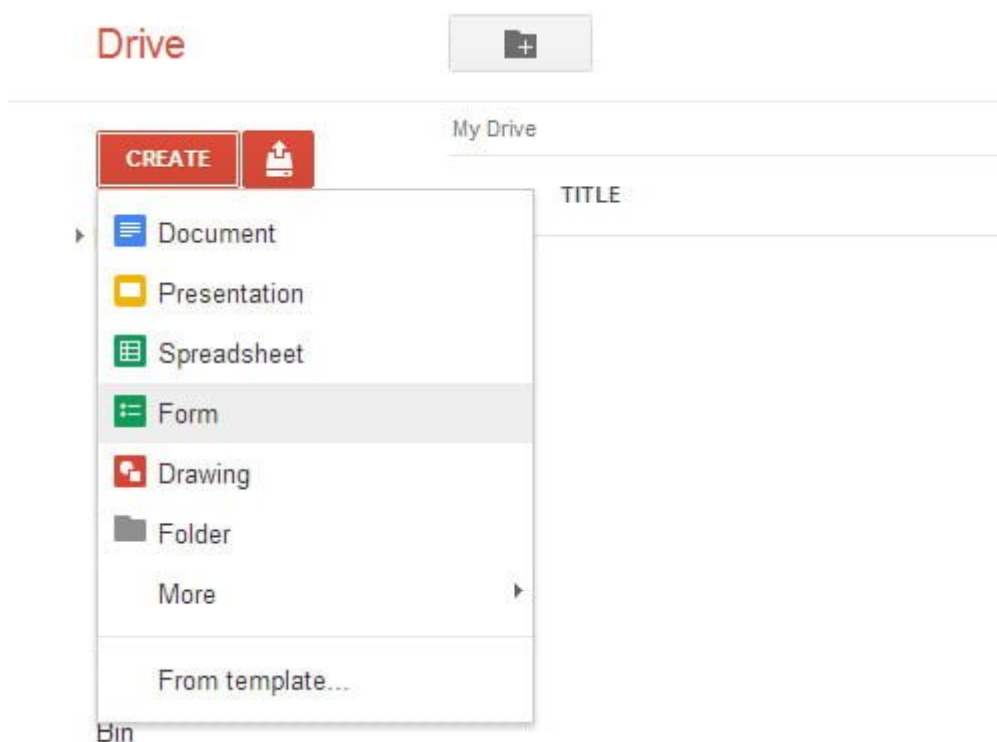 Drive
My Drive
CREATE
TITLE
Document
Presentation
Spreadsheet
Form
Drawing
Folder
More
From template...
Bin